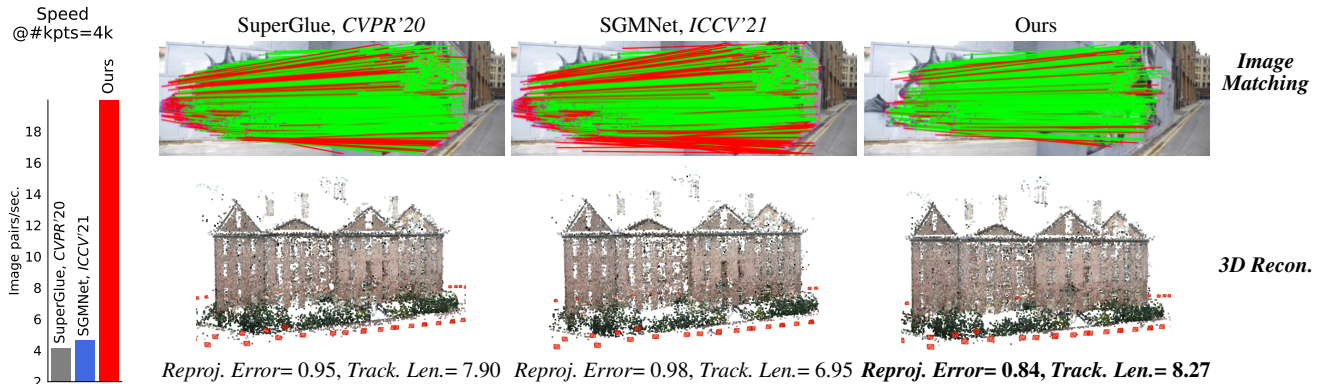 Speed
@#kpts=4k
Image pairs/sec.
18
16
14
12
10
8
6
4
2
SuperGlue, CVPR'20
SGMNet, ICCV'21
Ours
SuperGlue, CVPR'20
SGMNet, ICCV'21
Ours
Image
Matching
3D Recon.
Reproj. Error= 0.95, Track. Len.= 7.90
Reproj. Error= 0.98, Track. Len.= 6.95
Reproj. Error= 0.84, Track. Len.= 8.27